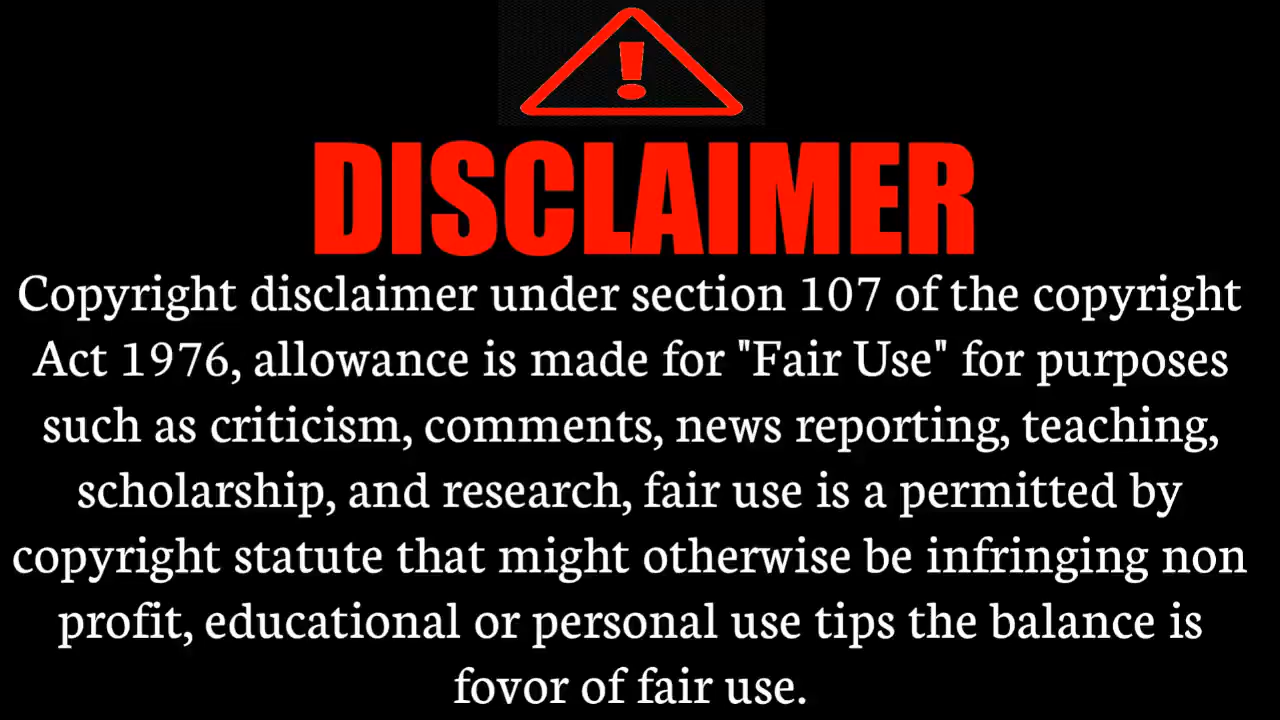 DISCLAIMER
Copyright disclaimer under section 107 of the copyright
Act 1976, allowance is made for "Fair Use" for purposes
such as criticism, comments, news reporting, teaching,
scholarship, and research, fair use is a permitted by
copyright statute that might otherwise be infringing non
profit, educational or personal use tips the balance is
fovor of fair use.